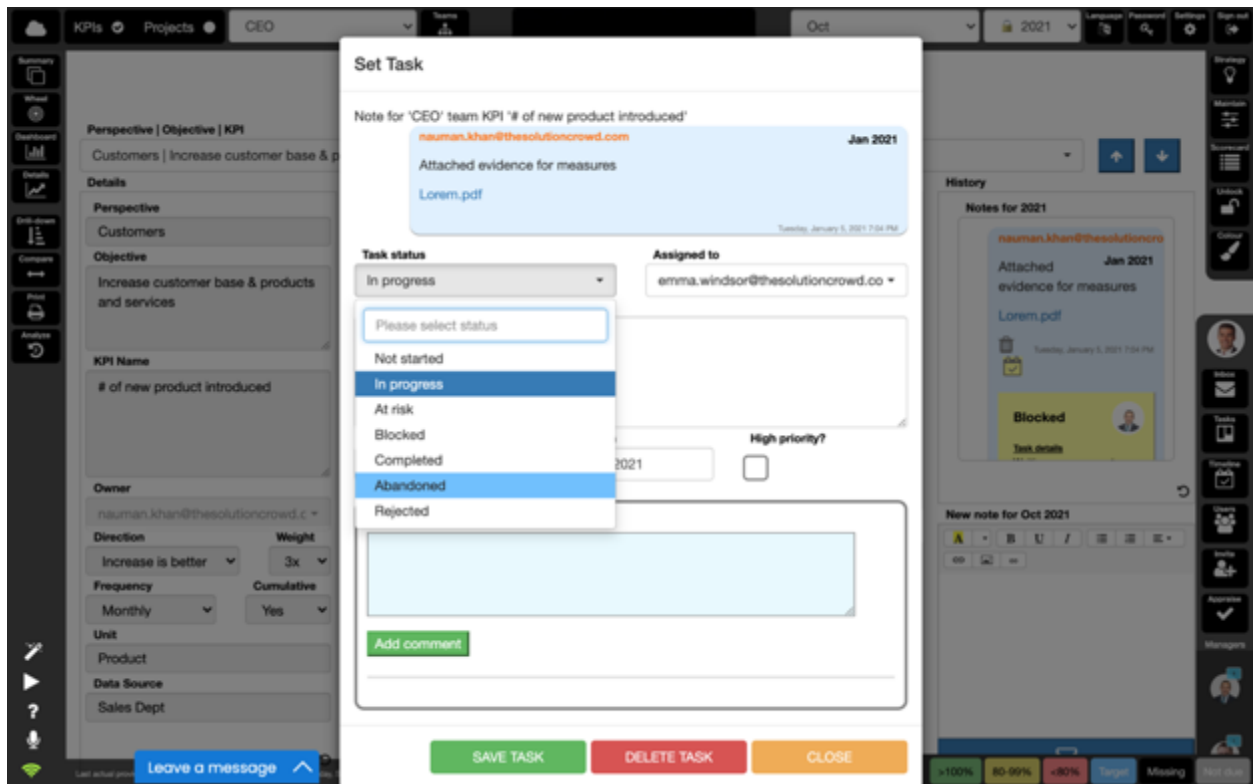 KPIs
Projects
CEO
Teams
Oct
2021
Language
Password
Settings
Sign out
Summary
Wheel
Dashboard
Details
Drill-down
Compare
Print
Analyze
Perspective | Objective | KPI
Customers | Increase customer base & p
Details
Perspective
Customers
Objective
Increase customer base & products
and services
KPI Name
# of new product introduced
Owner
nauman.khan@thesolutioncrowd.c
Direction
Weight
Increase is better
3x
Frequency
Cumulative
Monthly
Yes
Unit
Product
Data Source
Sales Dept
Leave a message
Set Task
Note for 'CEO' team KPI '# of new product introduced'
nauman.khan@thesolutioncrowd.com
Jan 2021
Attached evidence for measures
Lorem.pdf
Tuesday, January 5, 2021 7:04 PM
Task status
Assigned to
In progress
emma.windsor@thesolutioncrowd.co
Please select status
Not started
In progress
At risk
Blocked
Completed
Abandoned
Rejected
2021
High priority?
Add comment
SAVE TASK
DELETE TASK
CLOSE
History
Notes for 2021
nauman.khan@thesolutioncro
Attached
Jan 2021
evidence for measures
Lorem.pdf
Tuesday, January 5, 2021 7:04 PM
Blocked
Task details
New note for Oct 2021
A
B
U
I
Strategy
Maintain
Scorecard
Unlock
Colour
Inbox
Tasks
Timeline
Users
Invite
Appraise
Managers
>100%
80-99%
<80%
Target
Missing
Not due